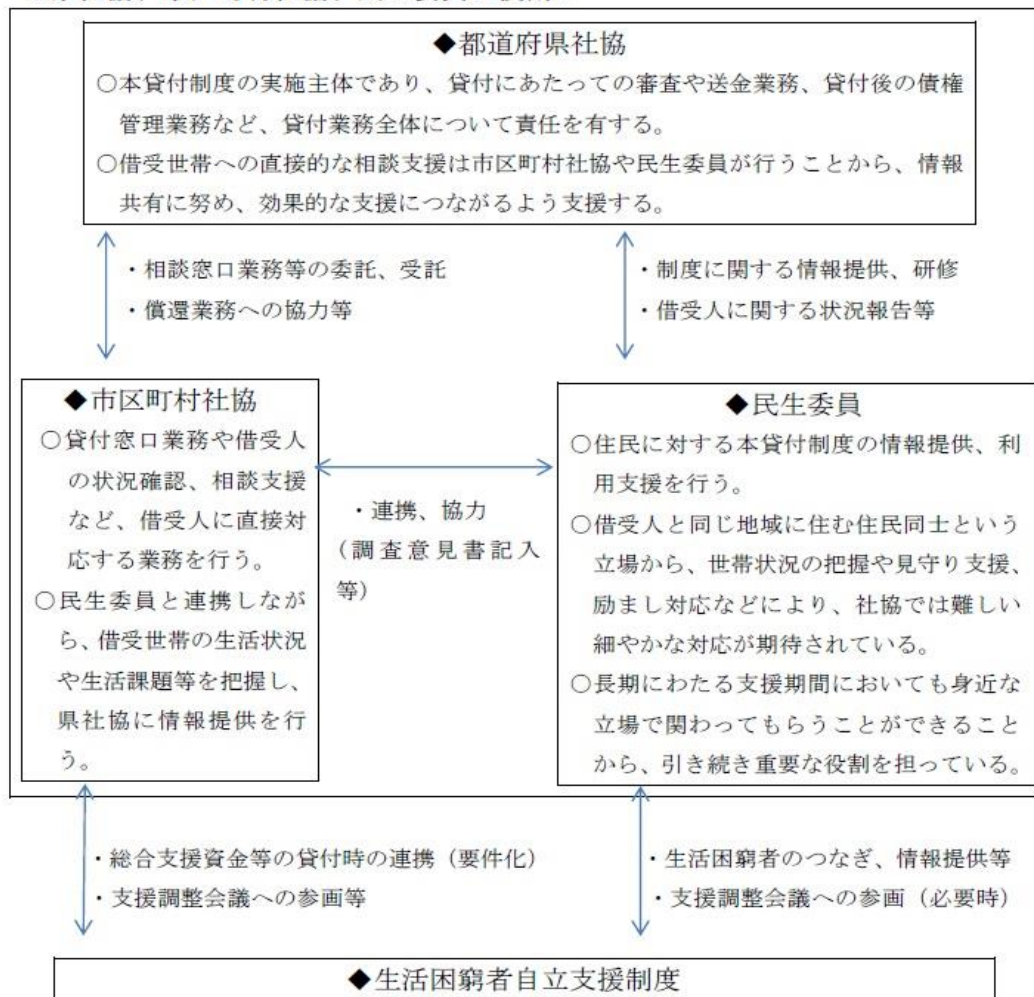 ◆都道府県社協
○本貸付制度の実施主体であり、貸付にあたっての審査や送金業務、貸付後の債権
管理業務など、貸付業務全体について責任を有する。
○借受世帯への直接的な相談支援は市区町村社協や民生委員が行うことから、情報
共有に努め、効果的な支援につながるよう支援する。
・相談窓口業務等の委託、受託
・償還業務への協力等
・制度に関する情報提供、研修
・借受人に関する状況報告等
◆市区町村社協
○貸付窓口業務や借受人
の状況確認、相談支援
など、借受人に直接対
応する業務を行う。
○民生委員と連携しなが
ら、借受世帯の生活状況
や生活課題等を把握し、
県社協に情報提供を行
う。
・連携、協力
（調査意見書記入
等）
◆民生委員
○住民に対する本貸付制度の情報提供、利
用支援を行う。
○借受人と同じ地域に住む住民同士という
立場から、世帯状況の把握や見守り支援、
励まし対応などにより、社協では難しい
細やかな対応が期待されている。
○長期にわたる支援期間においても身近な
立場で関わってもらうことができること
から、引き続き重要な役割を担っている。
・総合支援資金等の貸付時の連携（要件化）
・支援調整会議への参画等
・生活困窮者のつなぎ、情報提供等
・支援調整会議への参画（必要時）
◆生活困窮者自立支援制度